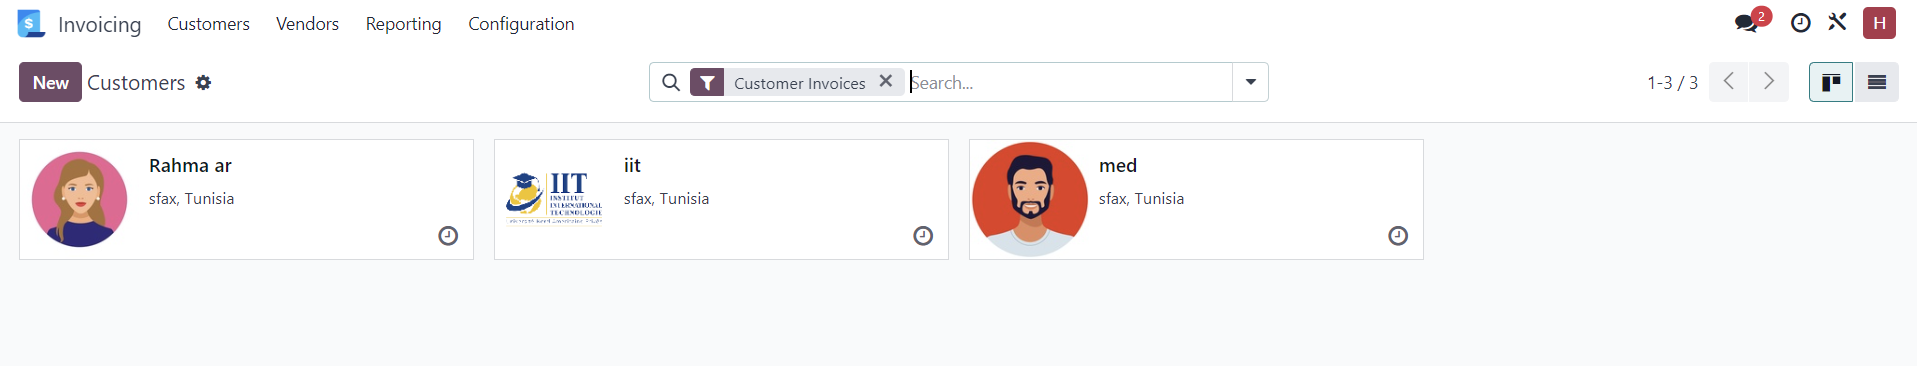 Invoicing Customers Vendors Reporting Configuration 2 H
New Customers Customer Invoices Search... 1-3 / 3
Rahma ar
sfax, Tunisia
IIT
INSTITUT
INTERNATIONAL
TECHNOLOGIE
iit
sfax, Tunisia
med
sfax, Tunisia